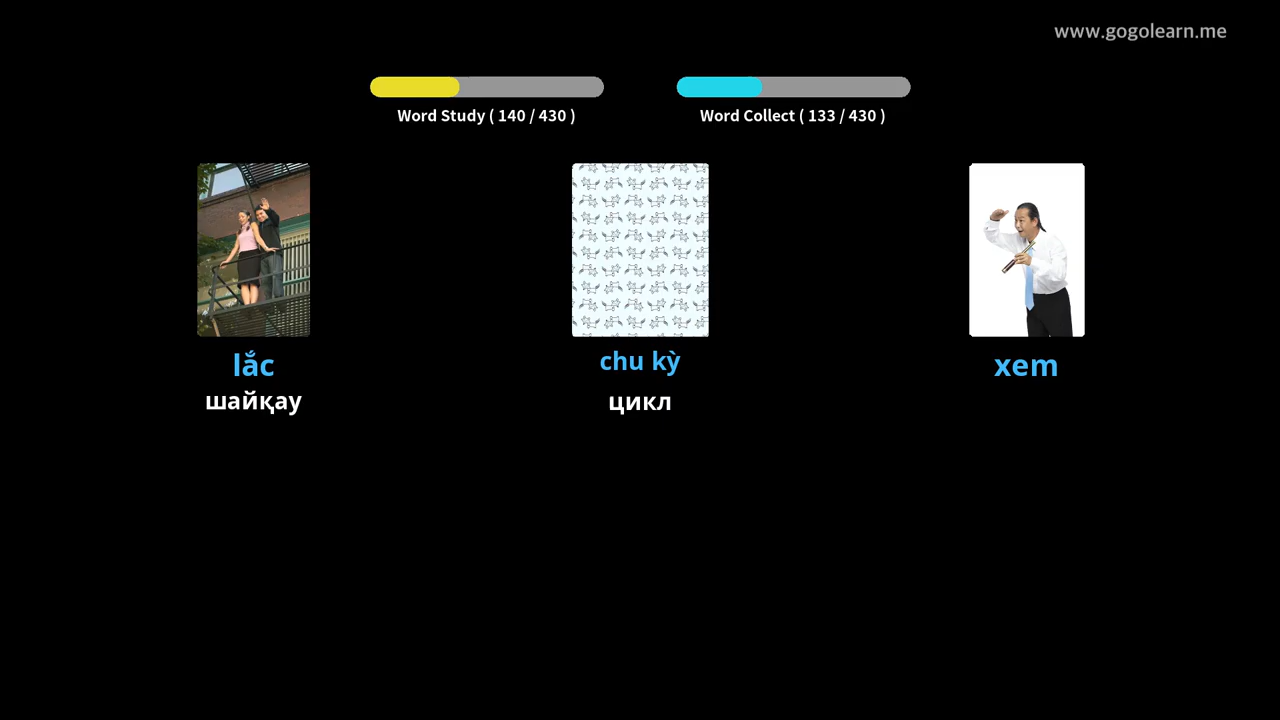 www.gogolearn.me
Word Study ( 140 / 430 )
Word Collect ( 133 / 430 )
lắc
шайқау
chu kỳ
цикл
xem